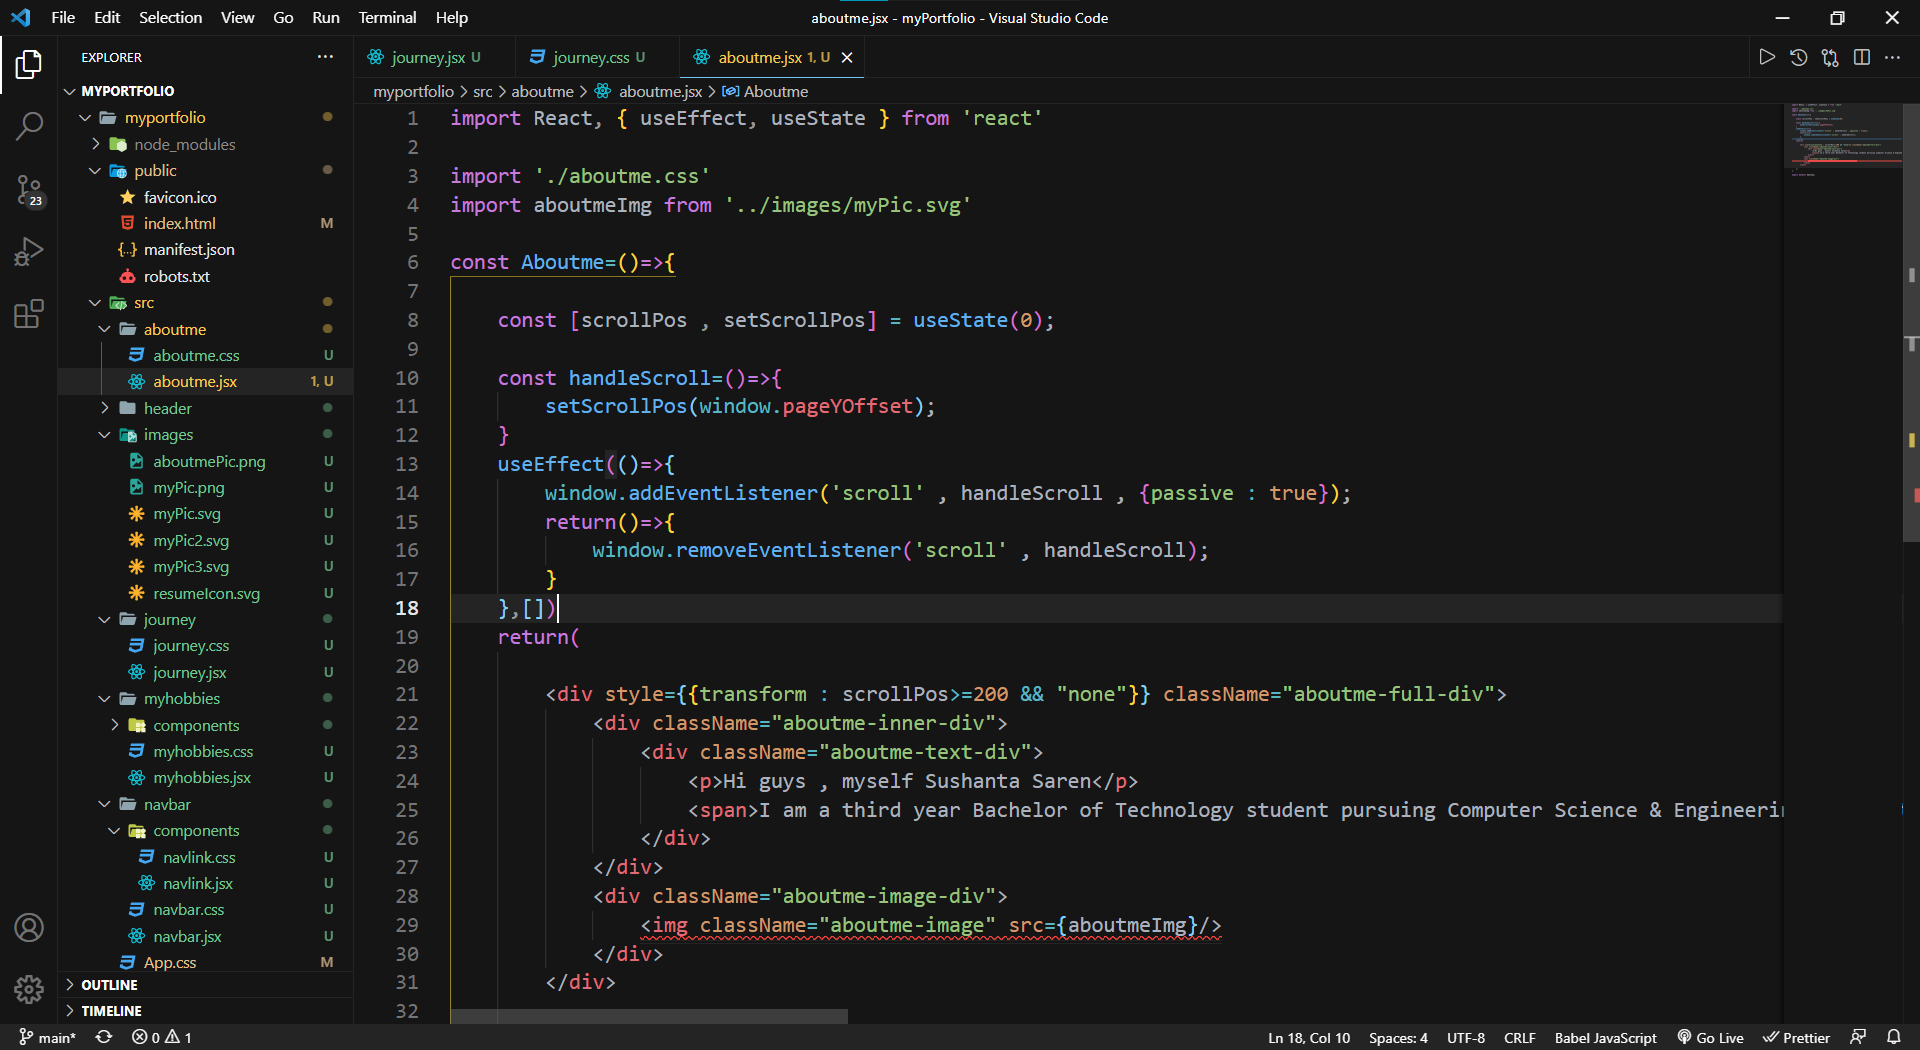 File Edit Selection View Go Run Terminal Help
aboutme.jsx - myPortfolio - Visual Studio Code
EXPLORER
MYPORTFOLIO
myportfolio
node_modules
public
favicon.ico
index.html M
{..} manifest.json
robots.txt
src
aboutme
aboutme.css U
aboutme.jsx 1, U
header
images
aboutmePic.png U
myPic.png U
myPic.svg U
myPic2.svg U
myPic3.svg U
resumeIcon.svg U
journey
journey.css U
journey.jsx U
myhobbies
components
myhobbies.css U
myhobbies.jsx U
navbar
components
navlink.css U
navlink.jsx U
navbar.css U
navbar.jsx U
App.css M
OUTLINE
TIMELINE
23
journey.jsx U journey.css U aboutme.jsx 1, U
myportfolio > src > aboutme > aboutme.jsx > Aboutme
1 import React, { useEffect, useState } from 'react'
2
3 import './aboutme.css'
4 import aboutmeImg from '../images/myPic.svg'
5
6 const Aboutme=()=>{
7
8 const [scrollPos , setScrollPos] = useState(0);
9
10 const handleScroll=()=>{
11 setScrollPos(window.pageYOffset);
12 }
13 useEffect(()=>{
14 window.addEventListener('scroll' , handleScroll , {passive : true});
15 return()=>{
16 window.removeEventListener('scroll' , handleScroll);
17 }
18 },[])
19 return(
20
21 <div style={{transform : scrollPos>=200 && "none"}} className="aboutme-full-div">
22 <div className="aboutme-inner-div">
23 <div className="aboutme-text-div">
24 <p>Hi guys , myself Sushanta Saren</p>
25 <span>I am a third year Bachelor of Technology student pursuing Computer Science & Engineerin
26 </div>
27 </div>
28 <div className="aboutme-image-div">
29 <img className="aboutme-image" src={aboutmeImg}/>
30 </div>
31 </div>
32
main* 0 1 Ln 18, Col 10 Spaces: 4 UTF-8 CRLF Babel JavaScript Go Live Prettier